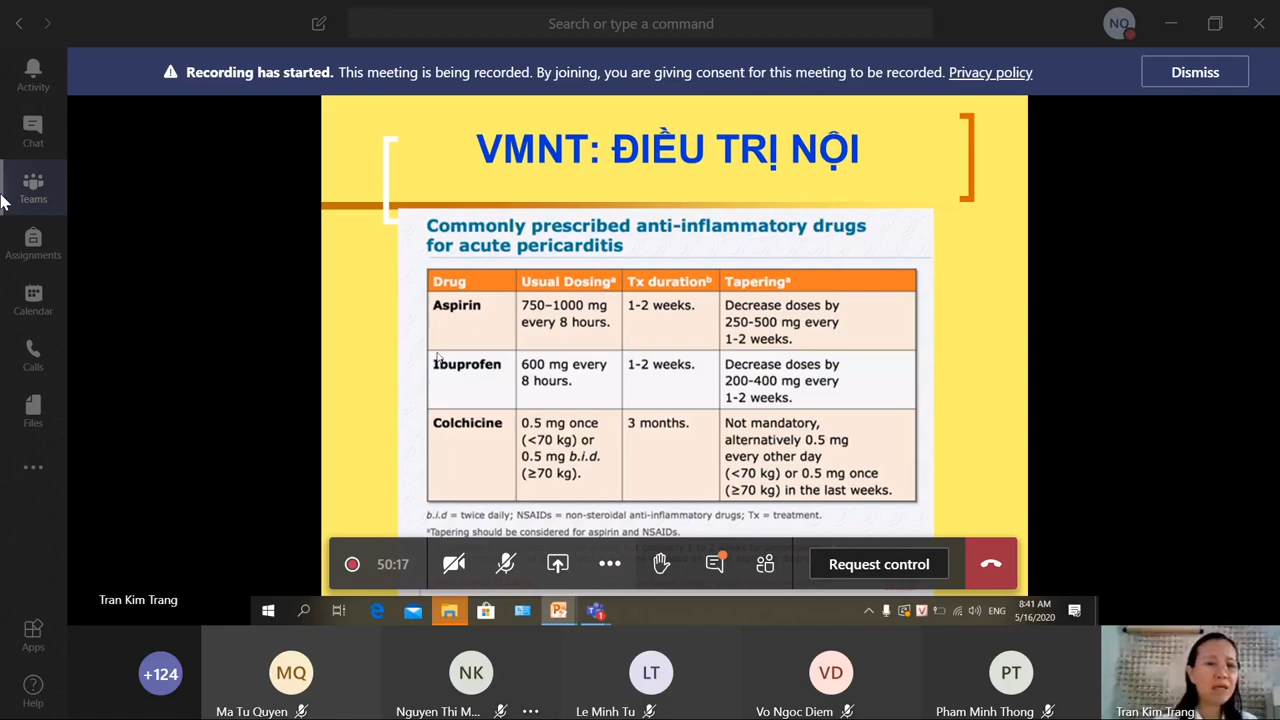 Search or type a command
NQ
Recording has started. This meeting is being recorded. By joining, you are giving consent for this meeting to be recorded. Privacy policy
Dismiss
Activity
Chat
Teams
Assignments
Calendar
Calls
Files
Apps
Help
VMNT: ĐIỀU TRỊ NỘI
Commonly prescribed anti-inflammatory drugs
for acute pericarditis
Drug
Usual Dosingᵃ
Tx durationᵇ
Taperingᵃ
Aspirin
750–1000 mg
every 8 hours.
1-2 weeks.
Decrease doses by
250-500 mg every
1-2 weeks.
Ibuprofen
600 mg every
8 hours.
1-2 weeks.
Decrease doses by
200-400 mg every
1-2 weeks.
Colchicine
0.5 mg once
(<70 kg) or
0.5 mg b.i.d.
(≥70 kg).
3 months.
Not mandatory,
alternatively 0.5 mg
every other day
(<70 kg) or 0.5 mg once
(≥70 kg) in the last weeks.
b.i.d = twice daily; NSAIDs = non-steroidal anti-inflammatory drugs; Tx = treatment.
ᵃTapering should be considered for aspirin and NSAIDs.
50:17
Request control
Tran Kim Trang
ENG
8:41 AM
5/16/2020
+124
MQ
Ma Tu Quyen
NK
Nguyen Thi M...
LT
Le Minh Tu
VD
Vo Ngoc Diem
PT
Pham Minh Thong
Tran Kim Trang